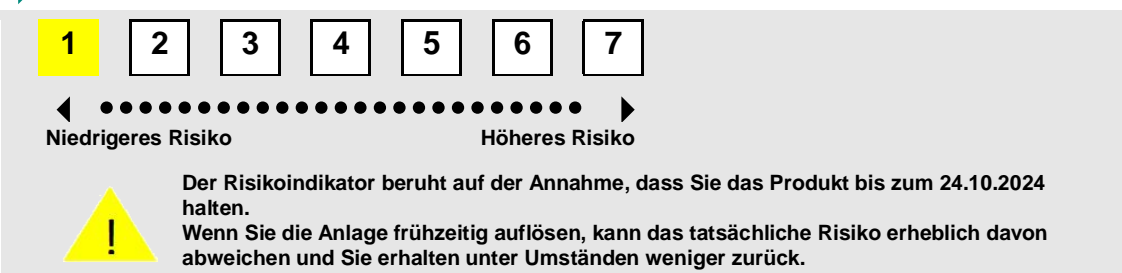 1 2 3 4 5 6 7
Niedrigeres Risiko Höheres Risiko
Der Risikoindikator beruht auf der Annahme, dass Sie das Produkt bis zum 24.10.2024
halten.
Wenn Sie die Anlage frühzeitig auflösen, kann das tatsächliche Risiko erheblich davon
abweichen und Sie erhalten unter Umständen weniger zurück.